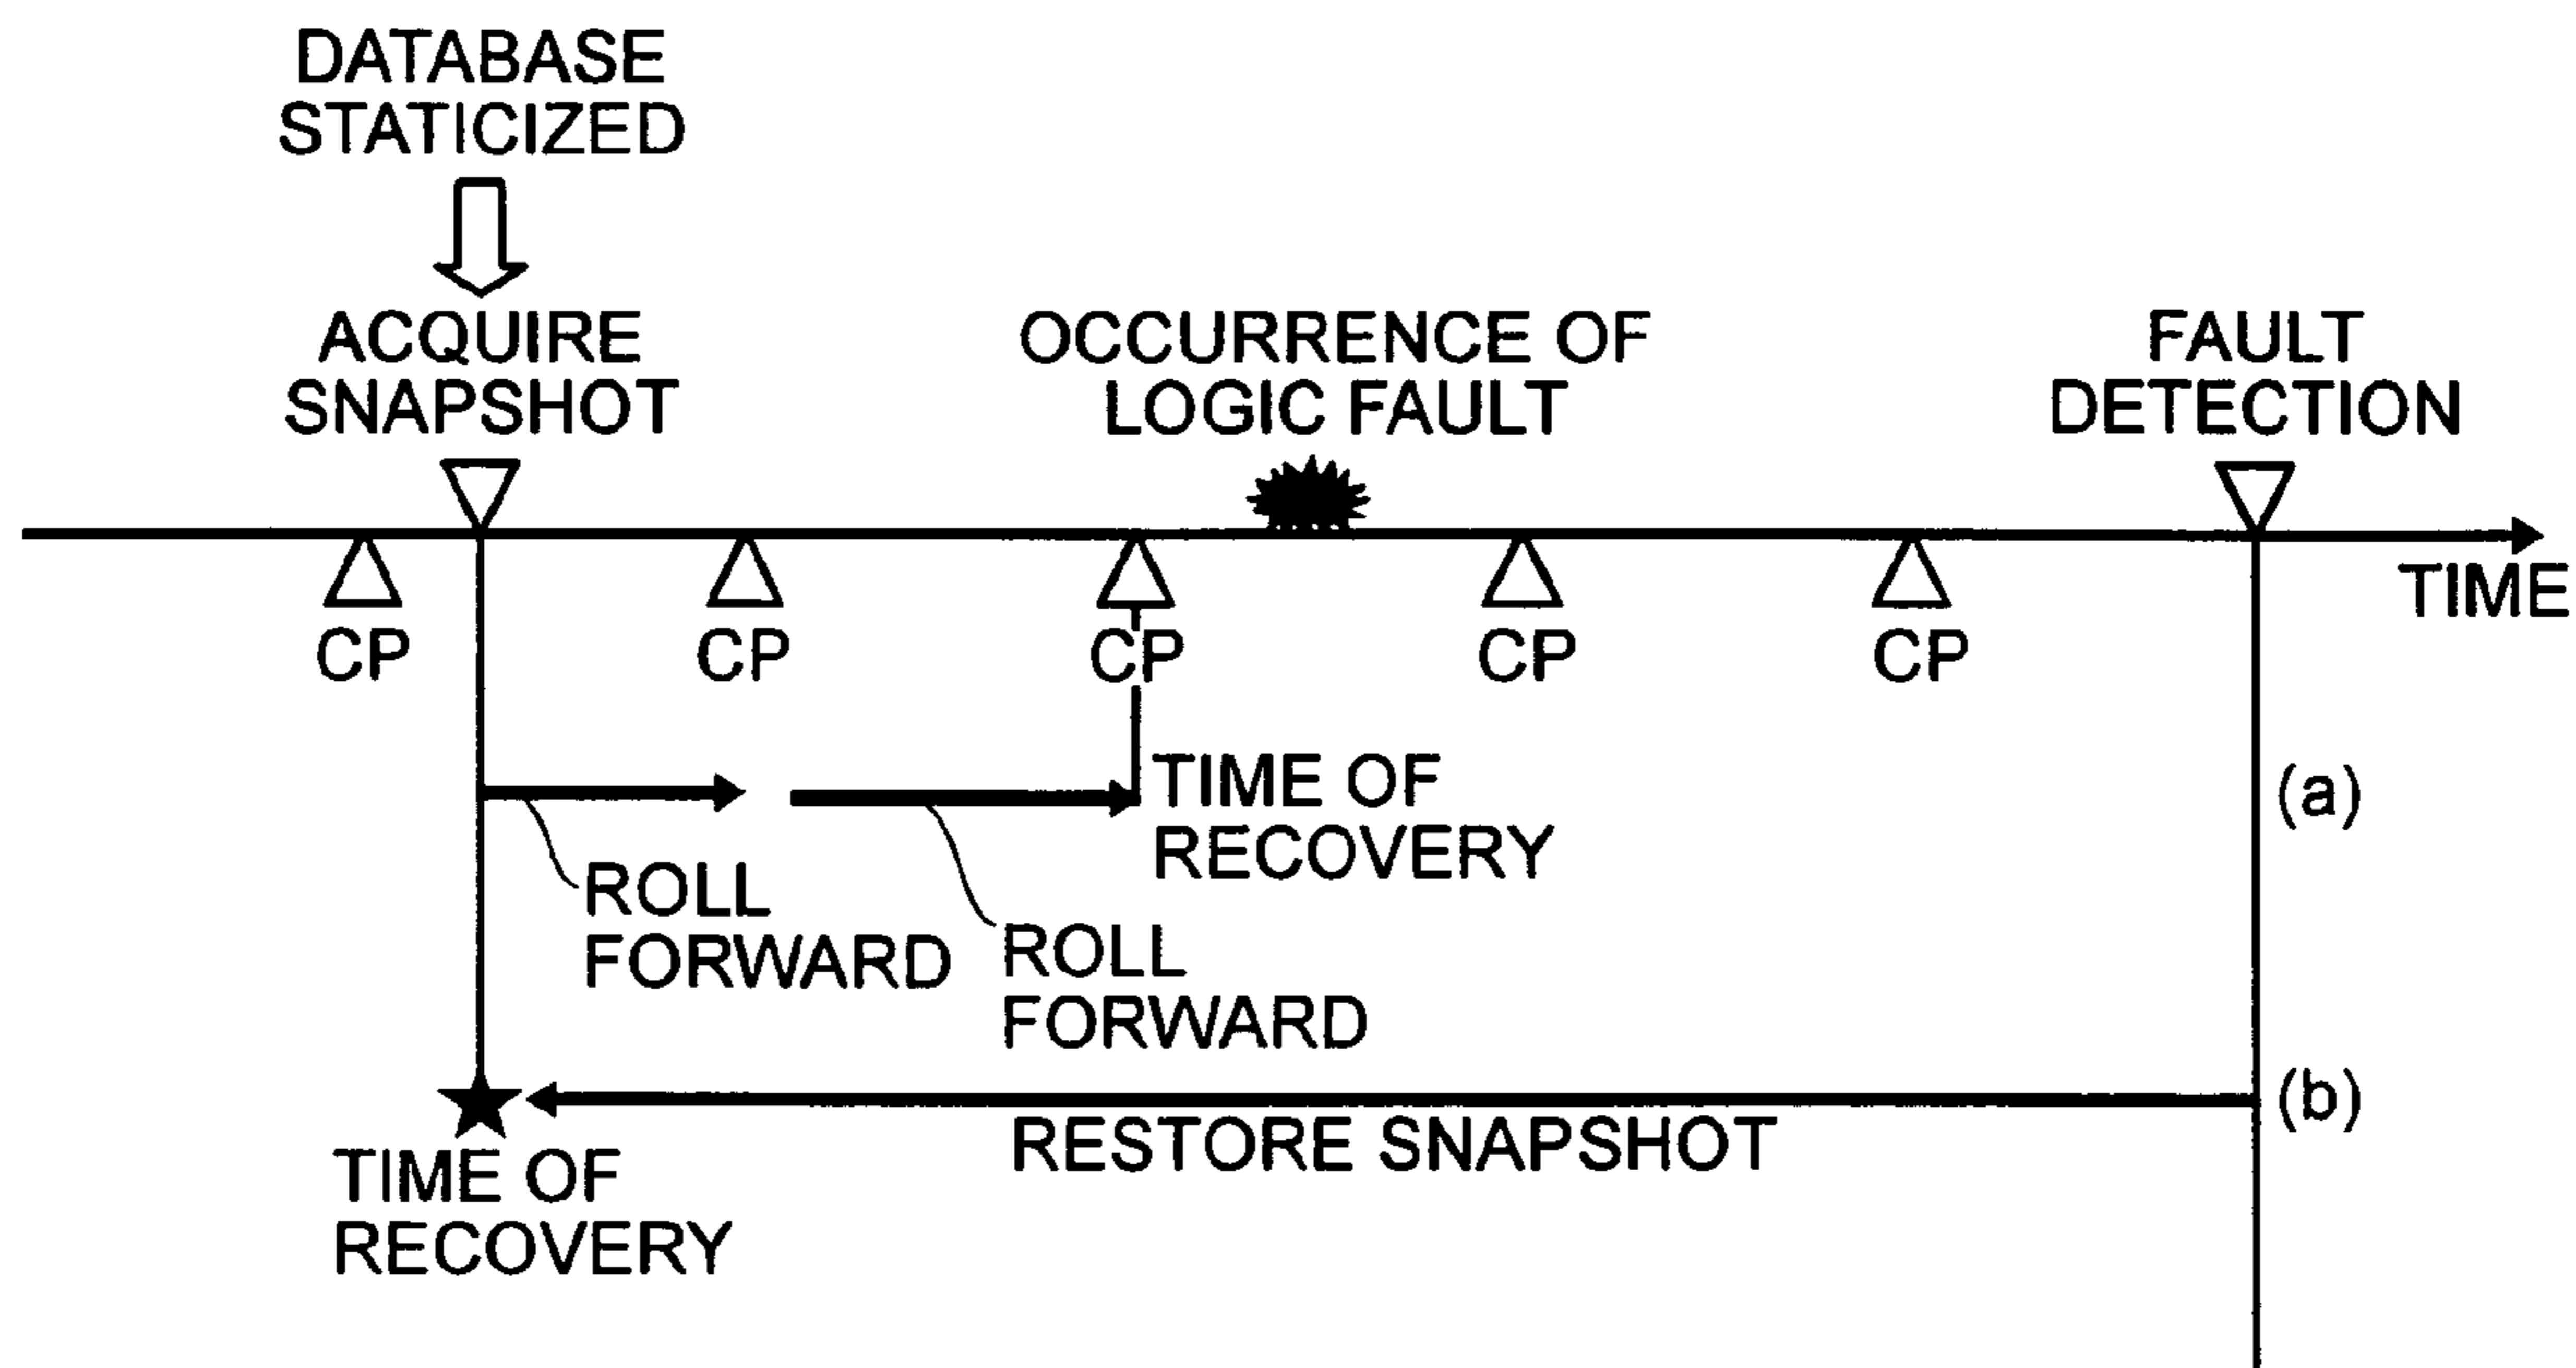 DATABASE
STATICIZED
ACQUIRE
SNAPSHOT
OCCURRENCE OF
LOGIC FAULT
FAULT
DETECTION
TIME
CP
CP
CP
CP
CP
(a)
TIME OF
RECOVERY
ROLL
FORWARD
ROLL
FORWARD
(b)
RESTORE SNAPSHOT
TIME OF
RECOVERY